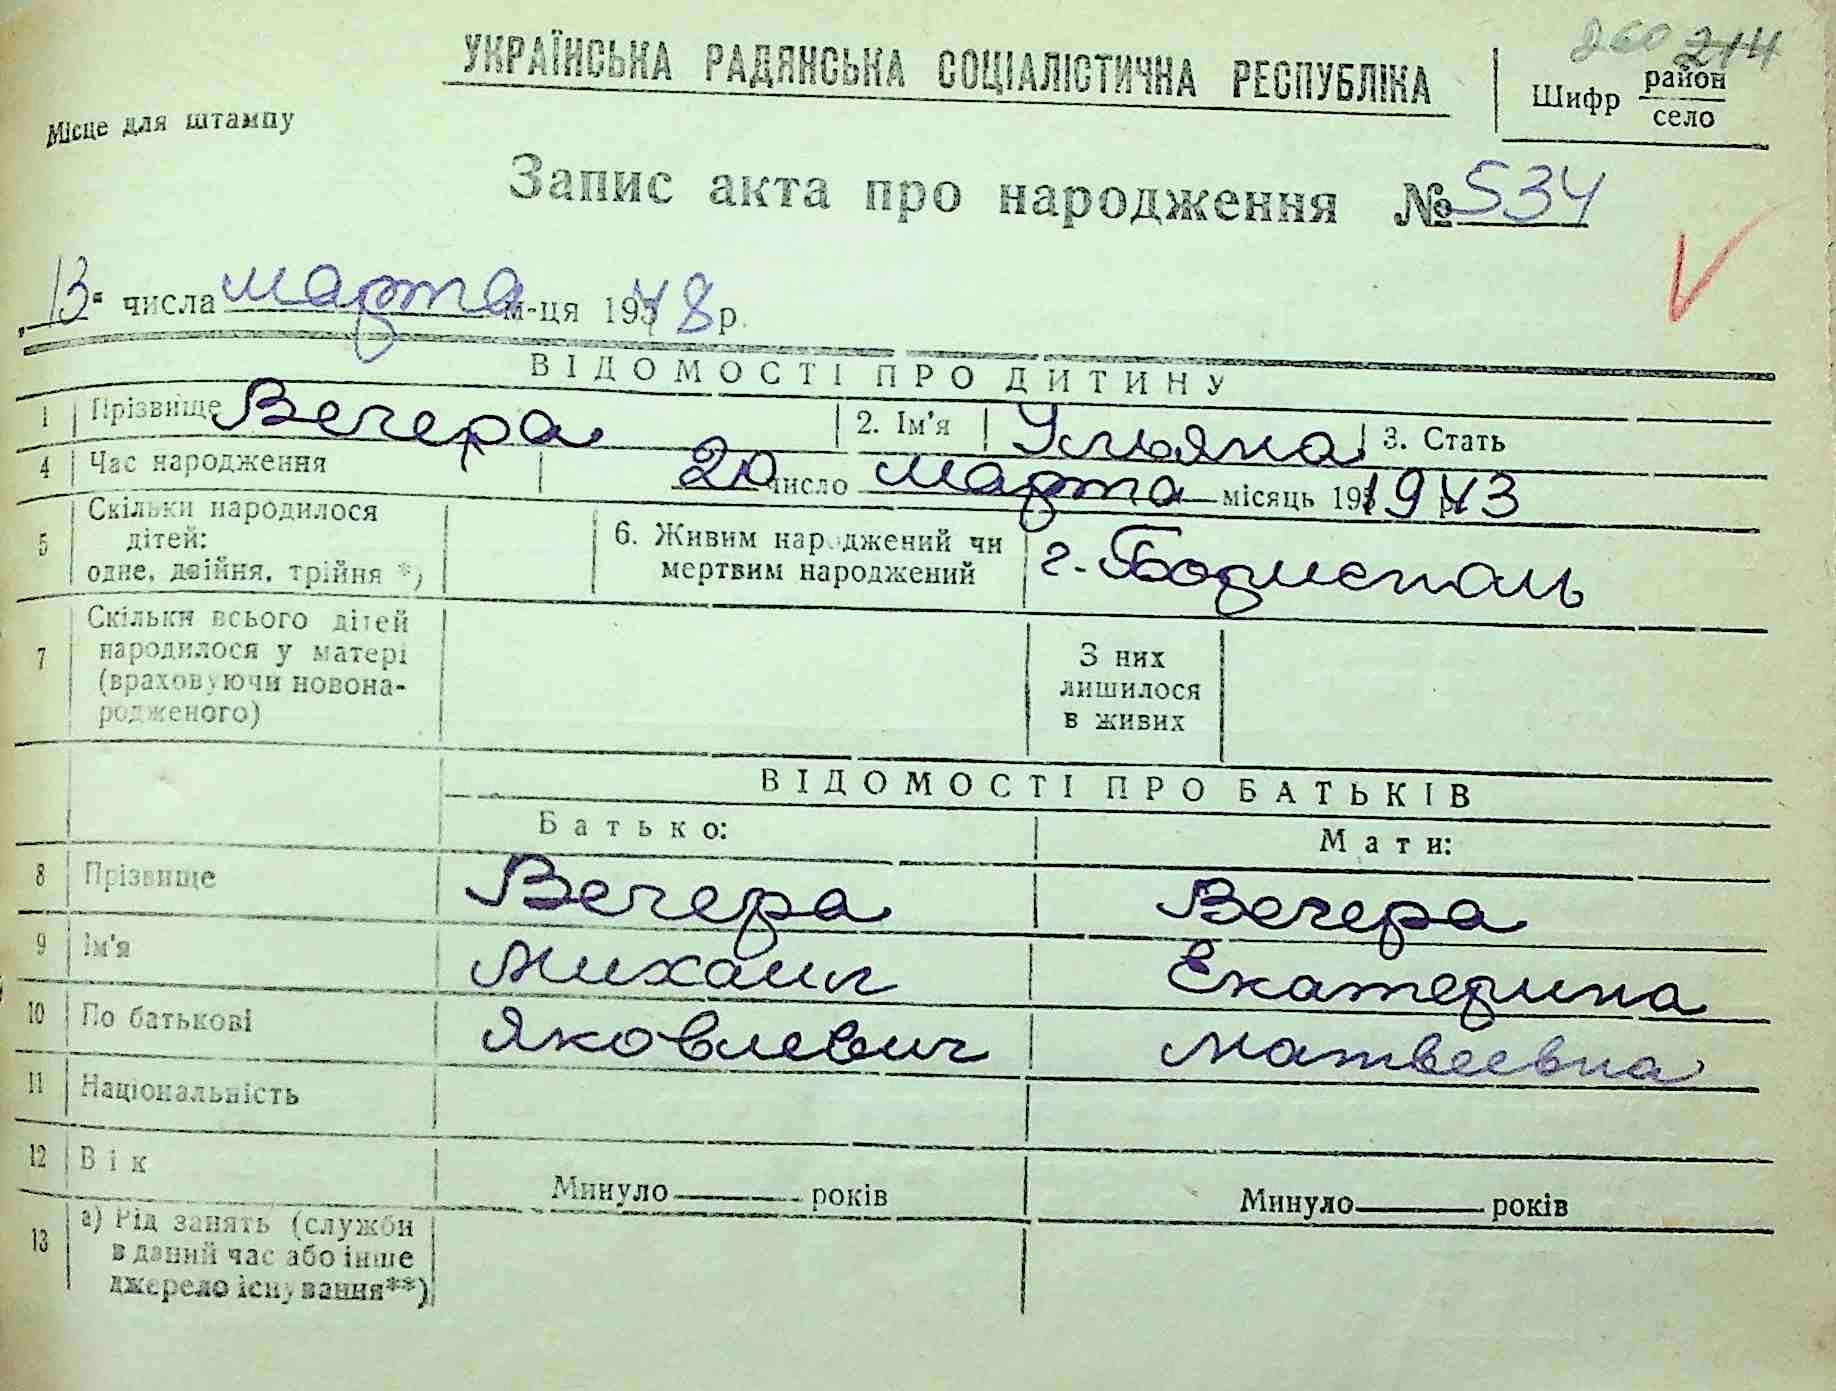 260 214
УКРАЇНСЬКА РАДЯНСЬКА СОЦІАЛІСТИЧНА РЕСПУБЛІКА
Шифр район
село
Місце для штампу
Запис акта про народження № 534
„13" числа марта м-ця 19548 р.
ВІДОМОСТІ ПРО ДИТИНУ
1 Прізвище Вечера 2. Ім'я Ульяна 3. Стать
4 Час народження 20 число марта місяць 195 1943
5 Скільки народилося дітей: одне, двійня, трійня *) 6. Живим народжений чи мертвим народжений г. Борисполь
7 Скільки всього дітей народилося у матері (враховуючи новонародженого) З них лишилося в живих
ВІДОМОСТІ ПРО БАТЬКІВ
Батько: Мати:
8 Прізвище Вечера Вечера
9 Ім'я Михаил Екатерина
10 По батькові Яковлевич Матвеевна
11 Національність
12 Вік Минуло років Минуло років
13 а) Рід занять (служби в даний час або інше джерело існування**)